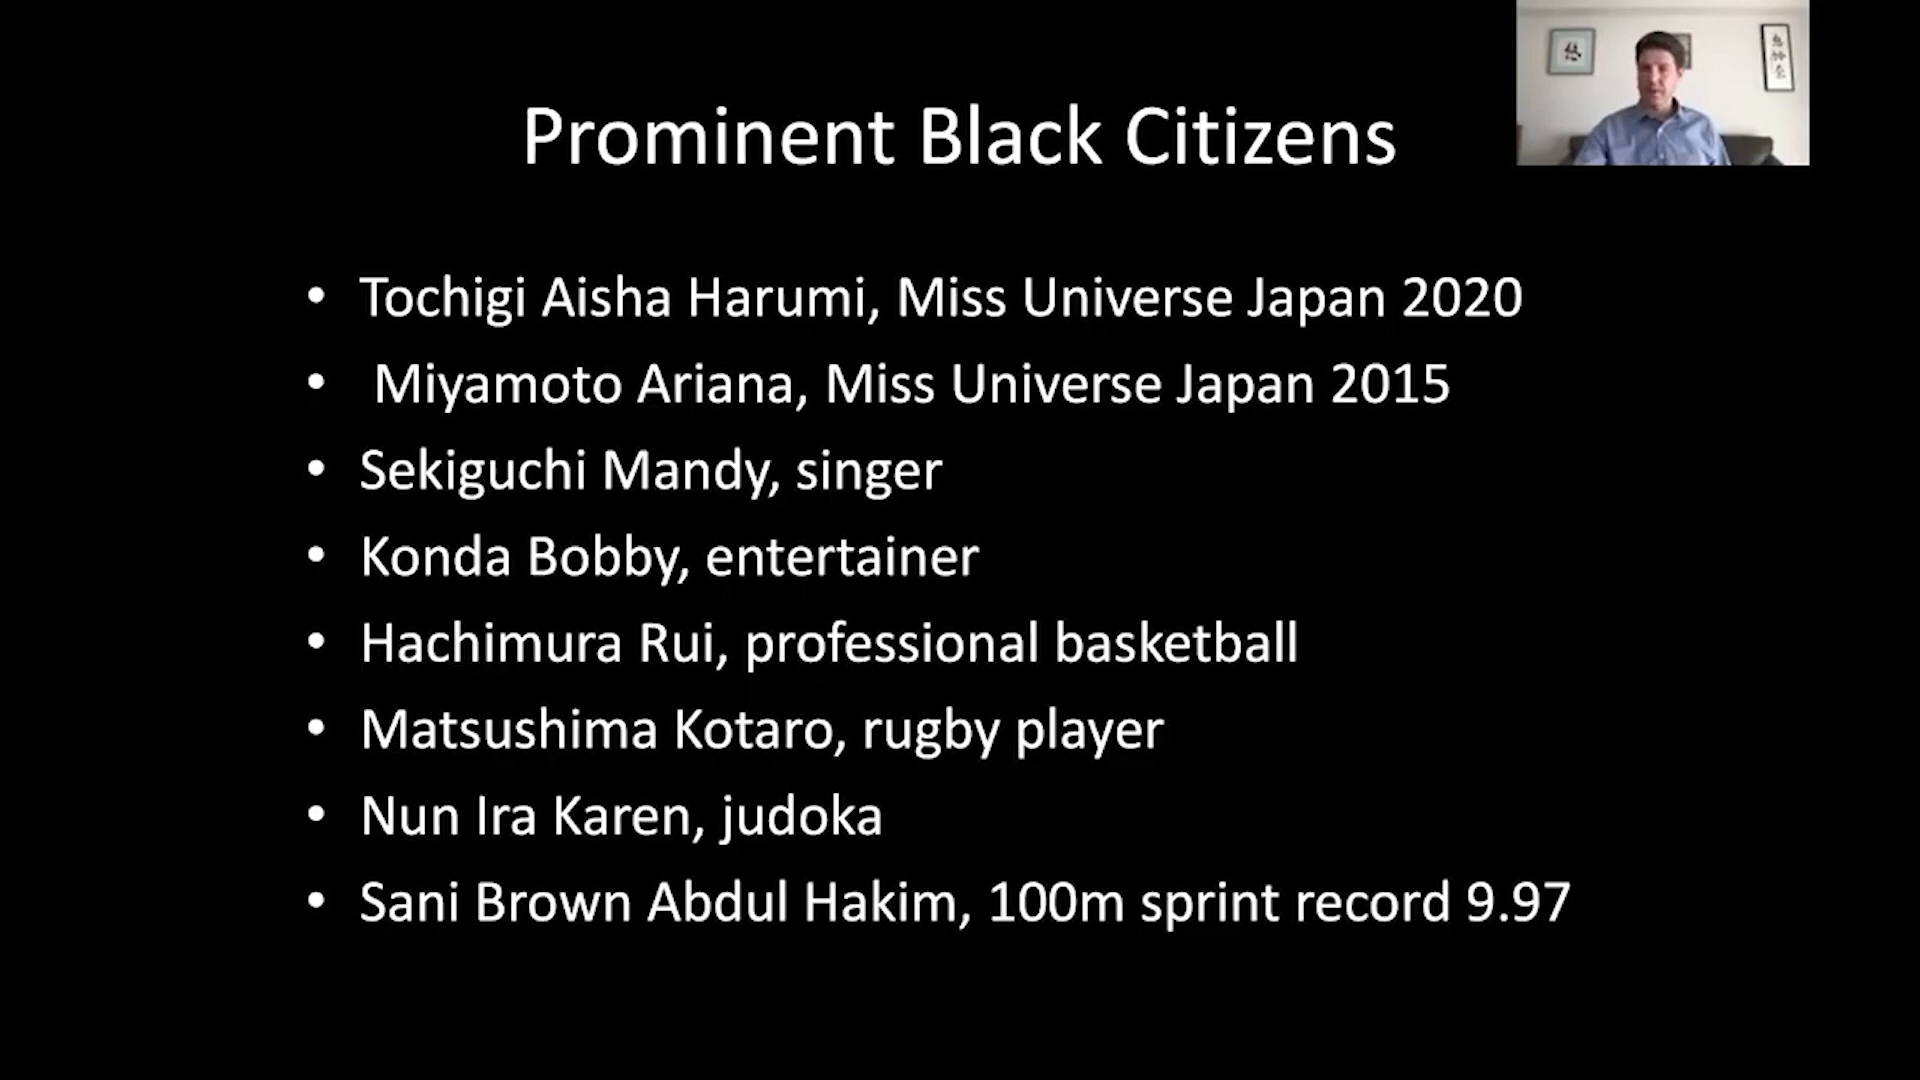 Prominent Black Citizens
• Tochigi Aisha Harumi, Miss Universe Japan 2020
• Miyamoto Ariana, Miss Universe Japan 2015
• Sekiguchi Mandy, singer
• Konda Bobby, entertainer
• Hachimura Rui, professional basketball
• Matsushima Kotaro, rugby player
• Nun Ira Karen, judoka
• Sani Brown Abdul Hakim, 100m sprint record 9.97